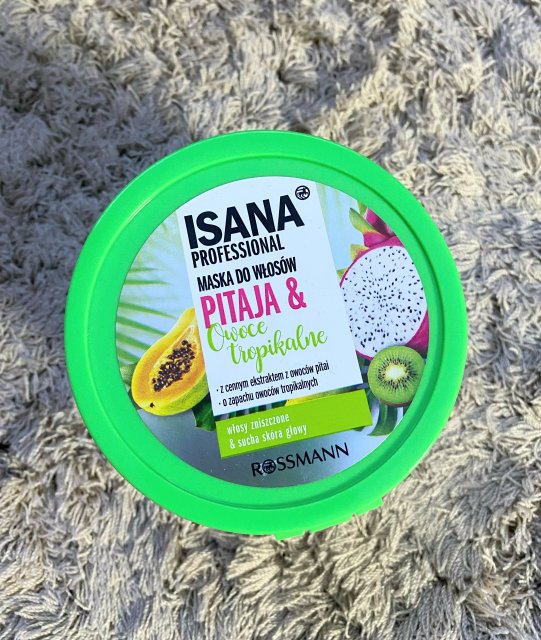 ISANA
PROFESSIONAL
MASKA DO WŁOSÓW
PITAJA &
Owoce
tropikalne
• z cennym ekstraktem z owoców pitai
• o zapachu owoców tropikalnych
włosy zniszczone
& sucha skóra głowy
ROSSMANN